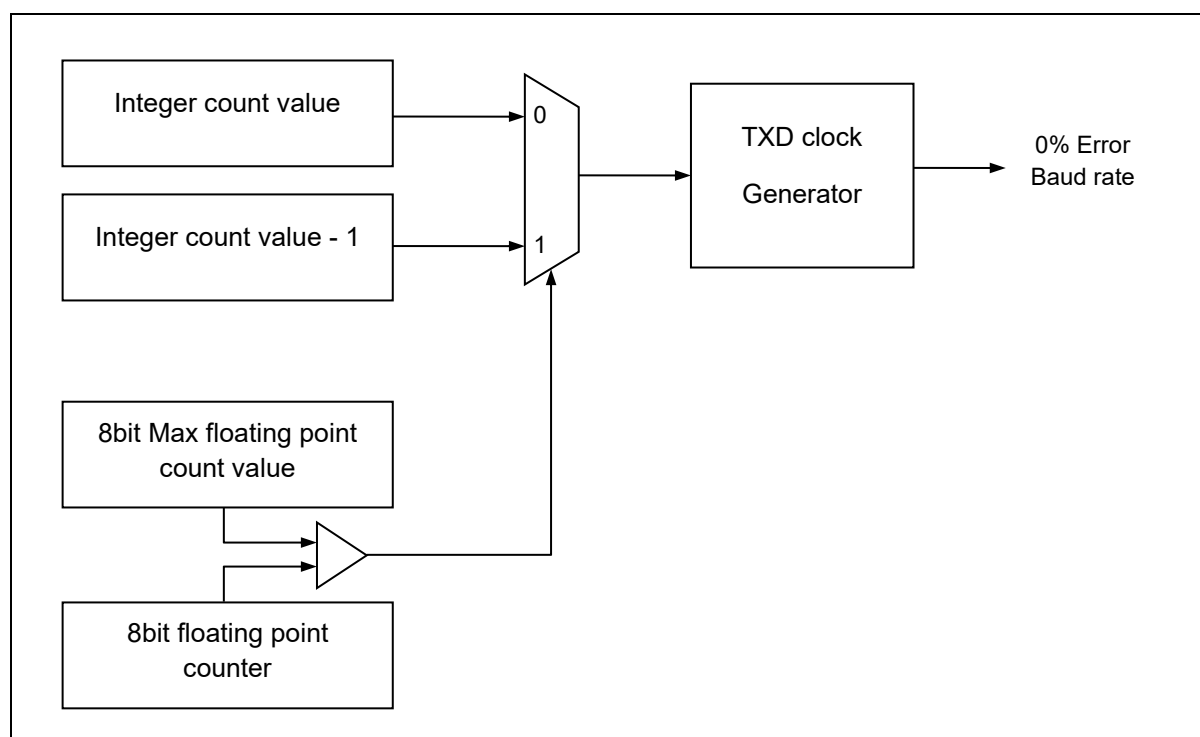 Integer count value
0
TXD clock
Generator
0% Error
Baud rate
Integer count value - 1
1
8bit Max floating point
count value
8bit floating point
counter